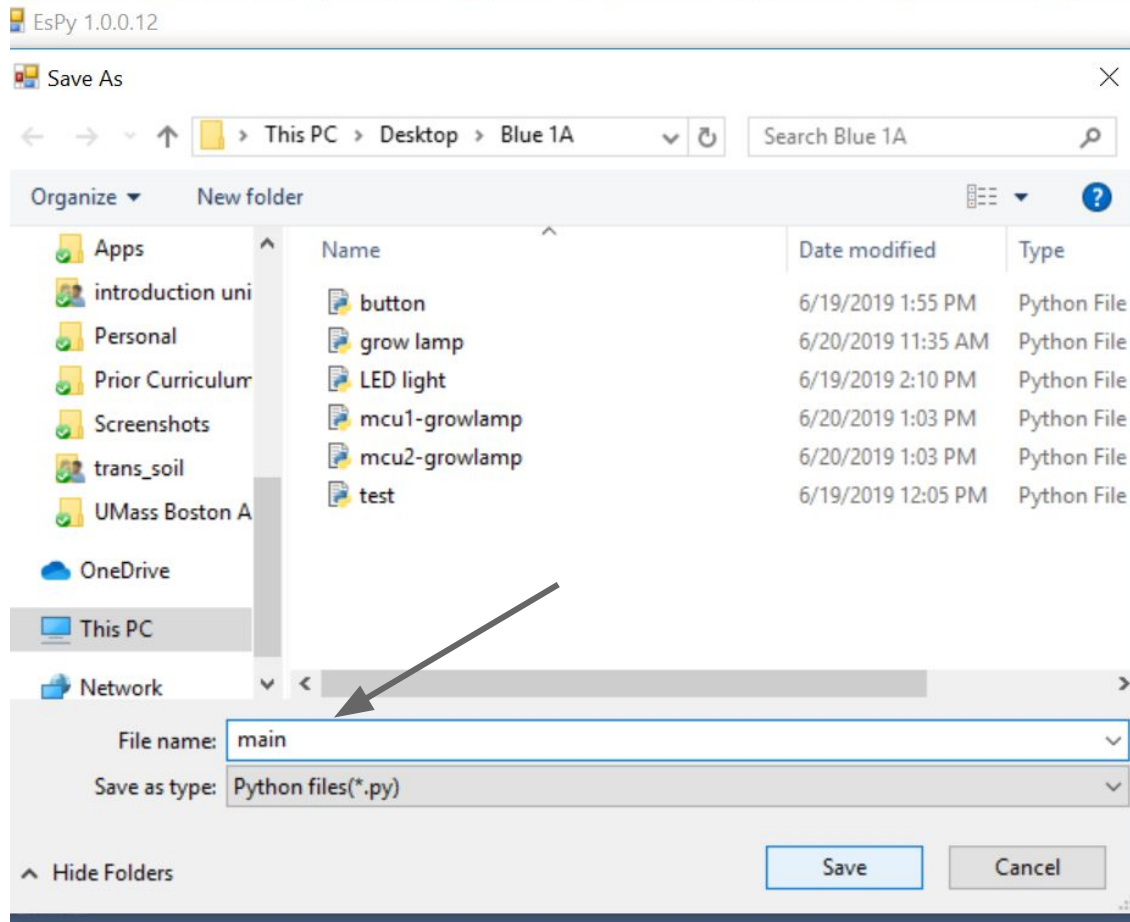 EsPy 1.0.0.12
Save As
This PC > Desktop > Blue 1A
Search Blue 1A
Organize
New folder
Name
Date modified
Type
Apps
introduction uni
Personal
Prior Curriculum
Screenshots
trans_soil
UMass Boston A
OneDrive
This PC
Network
button 6/19/2019 1:55 PM Python File
grow lamp 6/20/2019 11:35 AM Python File
LED light 6/19/2019 2:10 PM Python File
mcu1-growlamp 6/20/2019 1:03 PM Python File
mcu2-growlamp 6/20/2019 1:03 PM Python File
test 6/19/2019 12:05 PM Python File
File name: main
Save as type: Python files(*.py)
Hide Folders
Save
Cancel